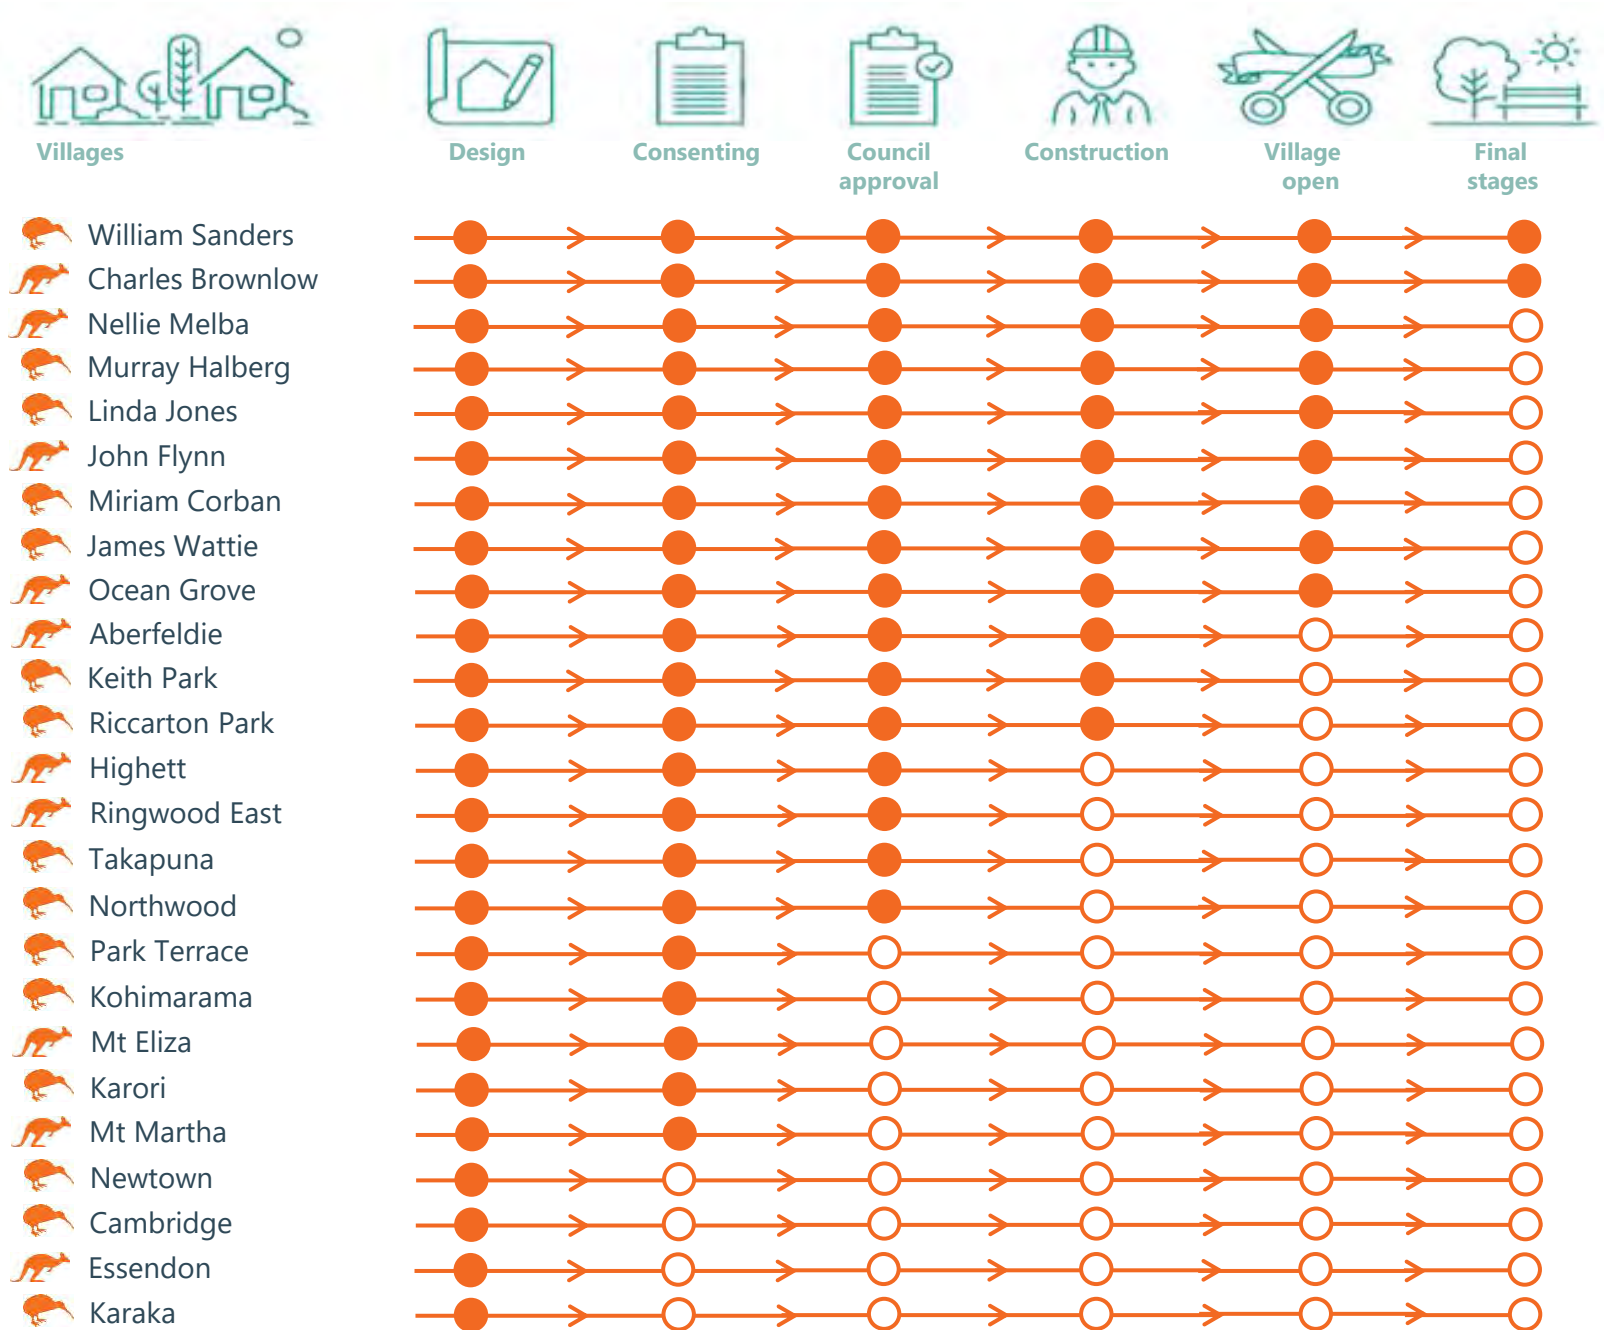 Villages
Design
Consenting
Council
approval
Construction
Village
open
Final
stages
William Sanders
Charles Brownlow
Nellie Melba
Murray Halberg
Linda Jones
John Flynn
Miriam Corban
James Wattie
Ocean Grove
Aberfeldie
Keith Park
Riccarton Park
Highett
Ringwood East
Takapuna
Northwood
Park Terrace
Kohimarama
Mt Eliza
Karori
Mt Martha
Newtown
Cambridge
Essendon
Karaka